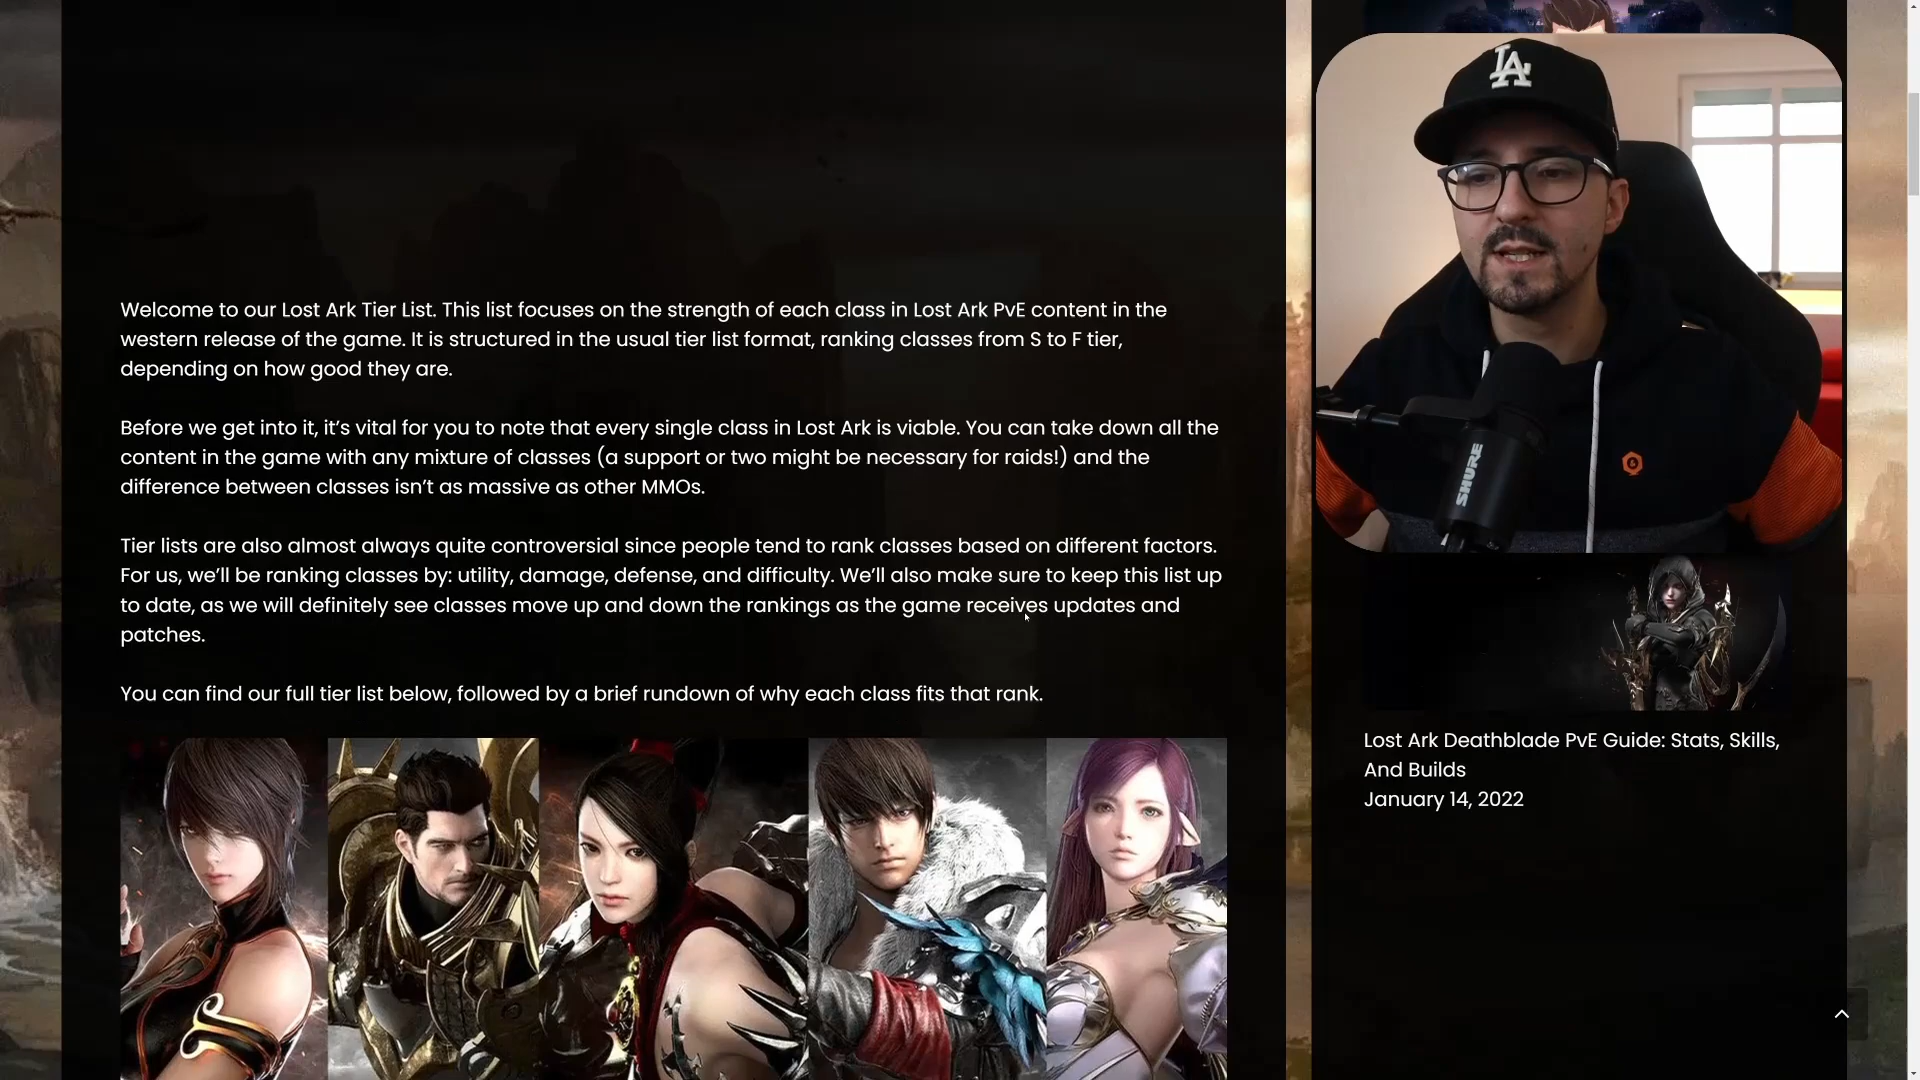 Welcome to our Lost Ark Tier List. This list focuses on the strength of each class in Lost Ark PvE content in the
western release of the game. It is structured in the usual tier list format, ranking classes from S to F tier,
depending on how good they are.
Before we get into it, it’s vital for you to note that every single class in Lost Ark is viable. You can take down all the
content in the game with any mixture of classes (a support or two might be necessary for raids!) and the
difference between classes isn’t as massive as other MMOs.
Tier lists are also almost always quite controversial since people tend to rank classes based on different factors.
For us, we’ll be ranking classes by: utility, damage, defense, and difficulty. We’ll also make sure to keep this list up
to date, as we will definitely see classes move up and down the rankings as the game receives updates and
patches.
You can find our full tier list below, followed by a brief rundown of why each class fits that rank.
LA
SHURE
Lost Ark Deathblade PvE Guide: Stats, Skills,
And Builds
January 14, 2022